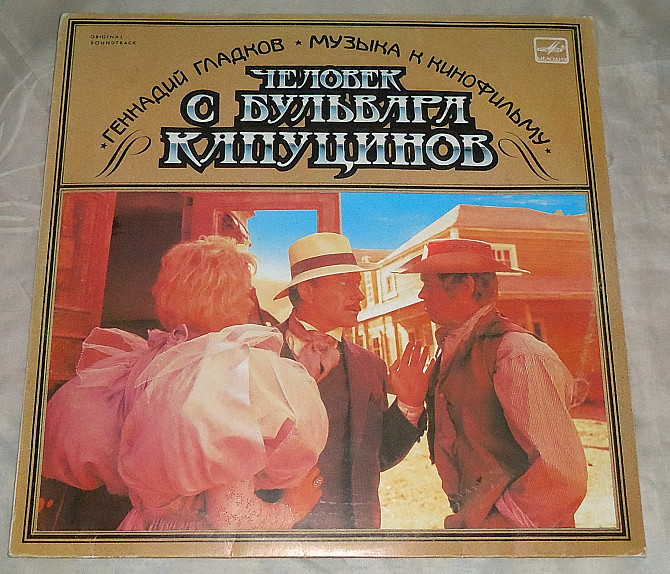 ORIGINAL
SOUNDTRACK
★ ГЕННАДИЙ ГЛАДКОВ ★ МУЗЫКА К КИНОФИЛЬМУ ★
МЕЛОДИЯ
ЧЕЛОВЕК
С БУЛЬВАРА
КАПУЦИНОВ